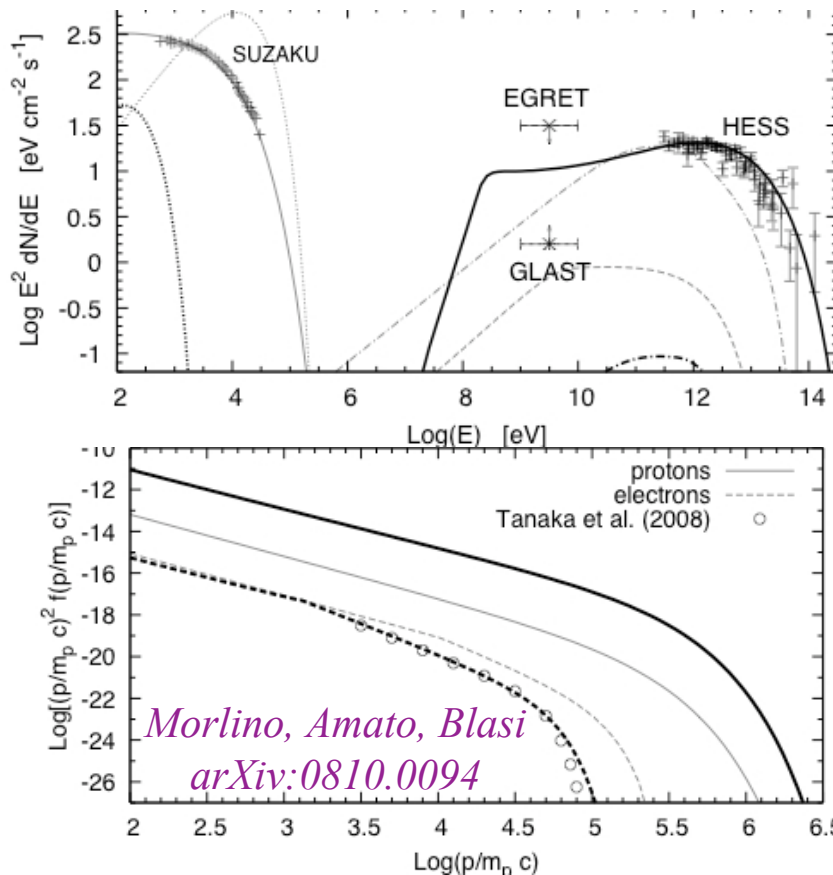 2.5
2
1.5
1
0.5
0
-0.5
-1
Log E² dN/dE [eV cm⁻² s⁻¹]
SUZAKU
EGRET
HESS
GLAST
2 4 6 8 10 12 14
Log(E) [eV]
-10
-12
-14
-16
-18
-20
-22
-24
-26
Log[(p/mₚ c)² f(p/mₚ c)]
protons
electrons
Tanaka et al. (2008)
Morlino, Amato, Blasi
arXiv:0810.0094
2 2.5 3 3.5 4 4.5 5 5.5 6 6.5
Log(p/mₚ c)